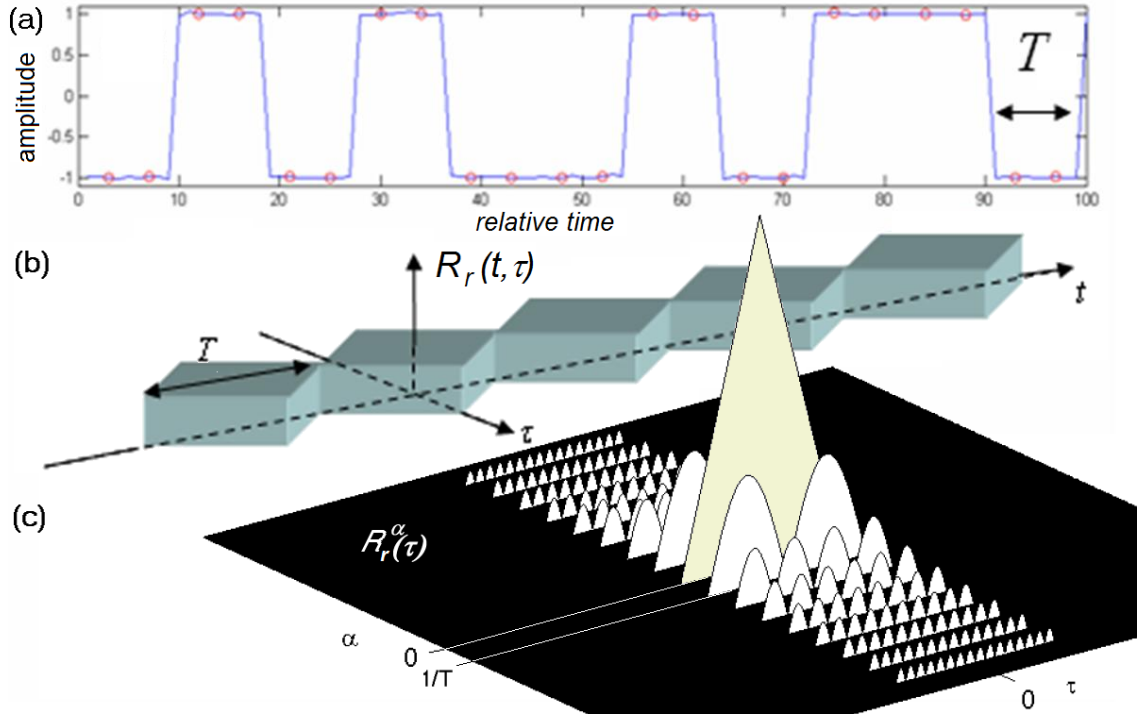 (a)
amplitude
1
0.5
0
-0.5
-1
T
0 10 20 30 40 50 60 70 80 90 100
relative time
(b)
R_r(t,τ)
t
T
τ
(c)
R_r^α(τ)
α
0
1/T
0
τ